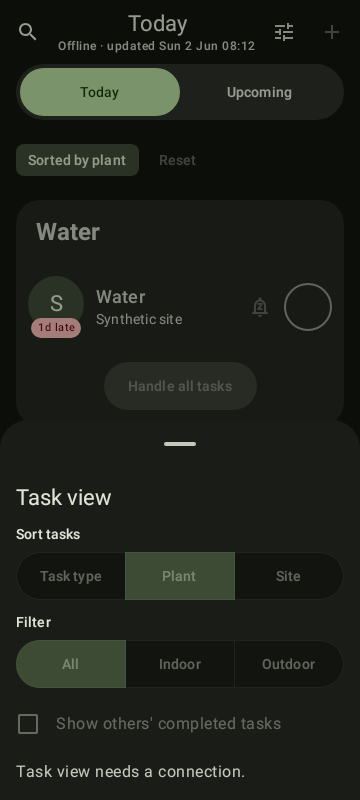 Today
Offline · updated Sun 2 Jun 08:12
Today
Upcoming
Sorted by plant
Reset
Water
S
1d late
Water
Synthetic site
Handle all tasks
Task view
Sort tasks
Task type
Plant
Site
Filter
All
Indoor
Outdoor
Show others' completed tasks
Task view needs a connection.